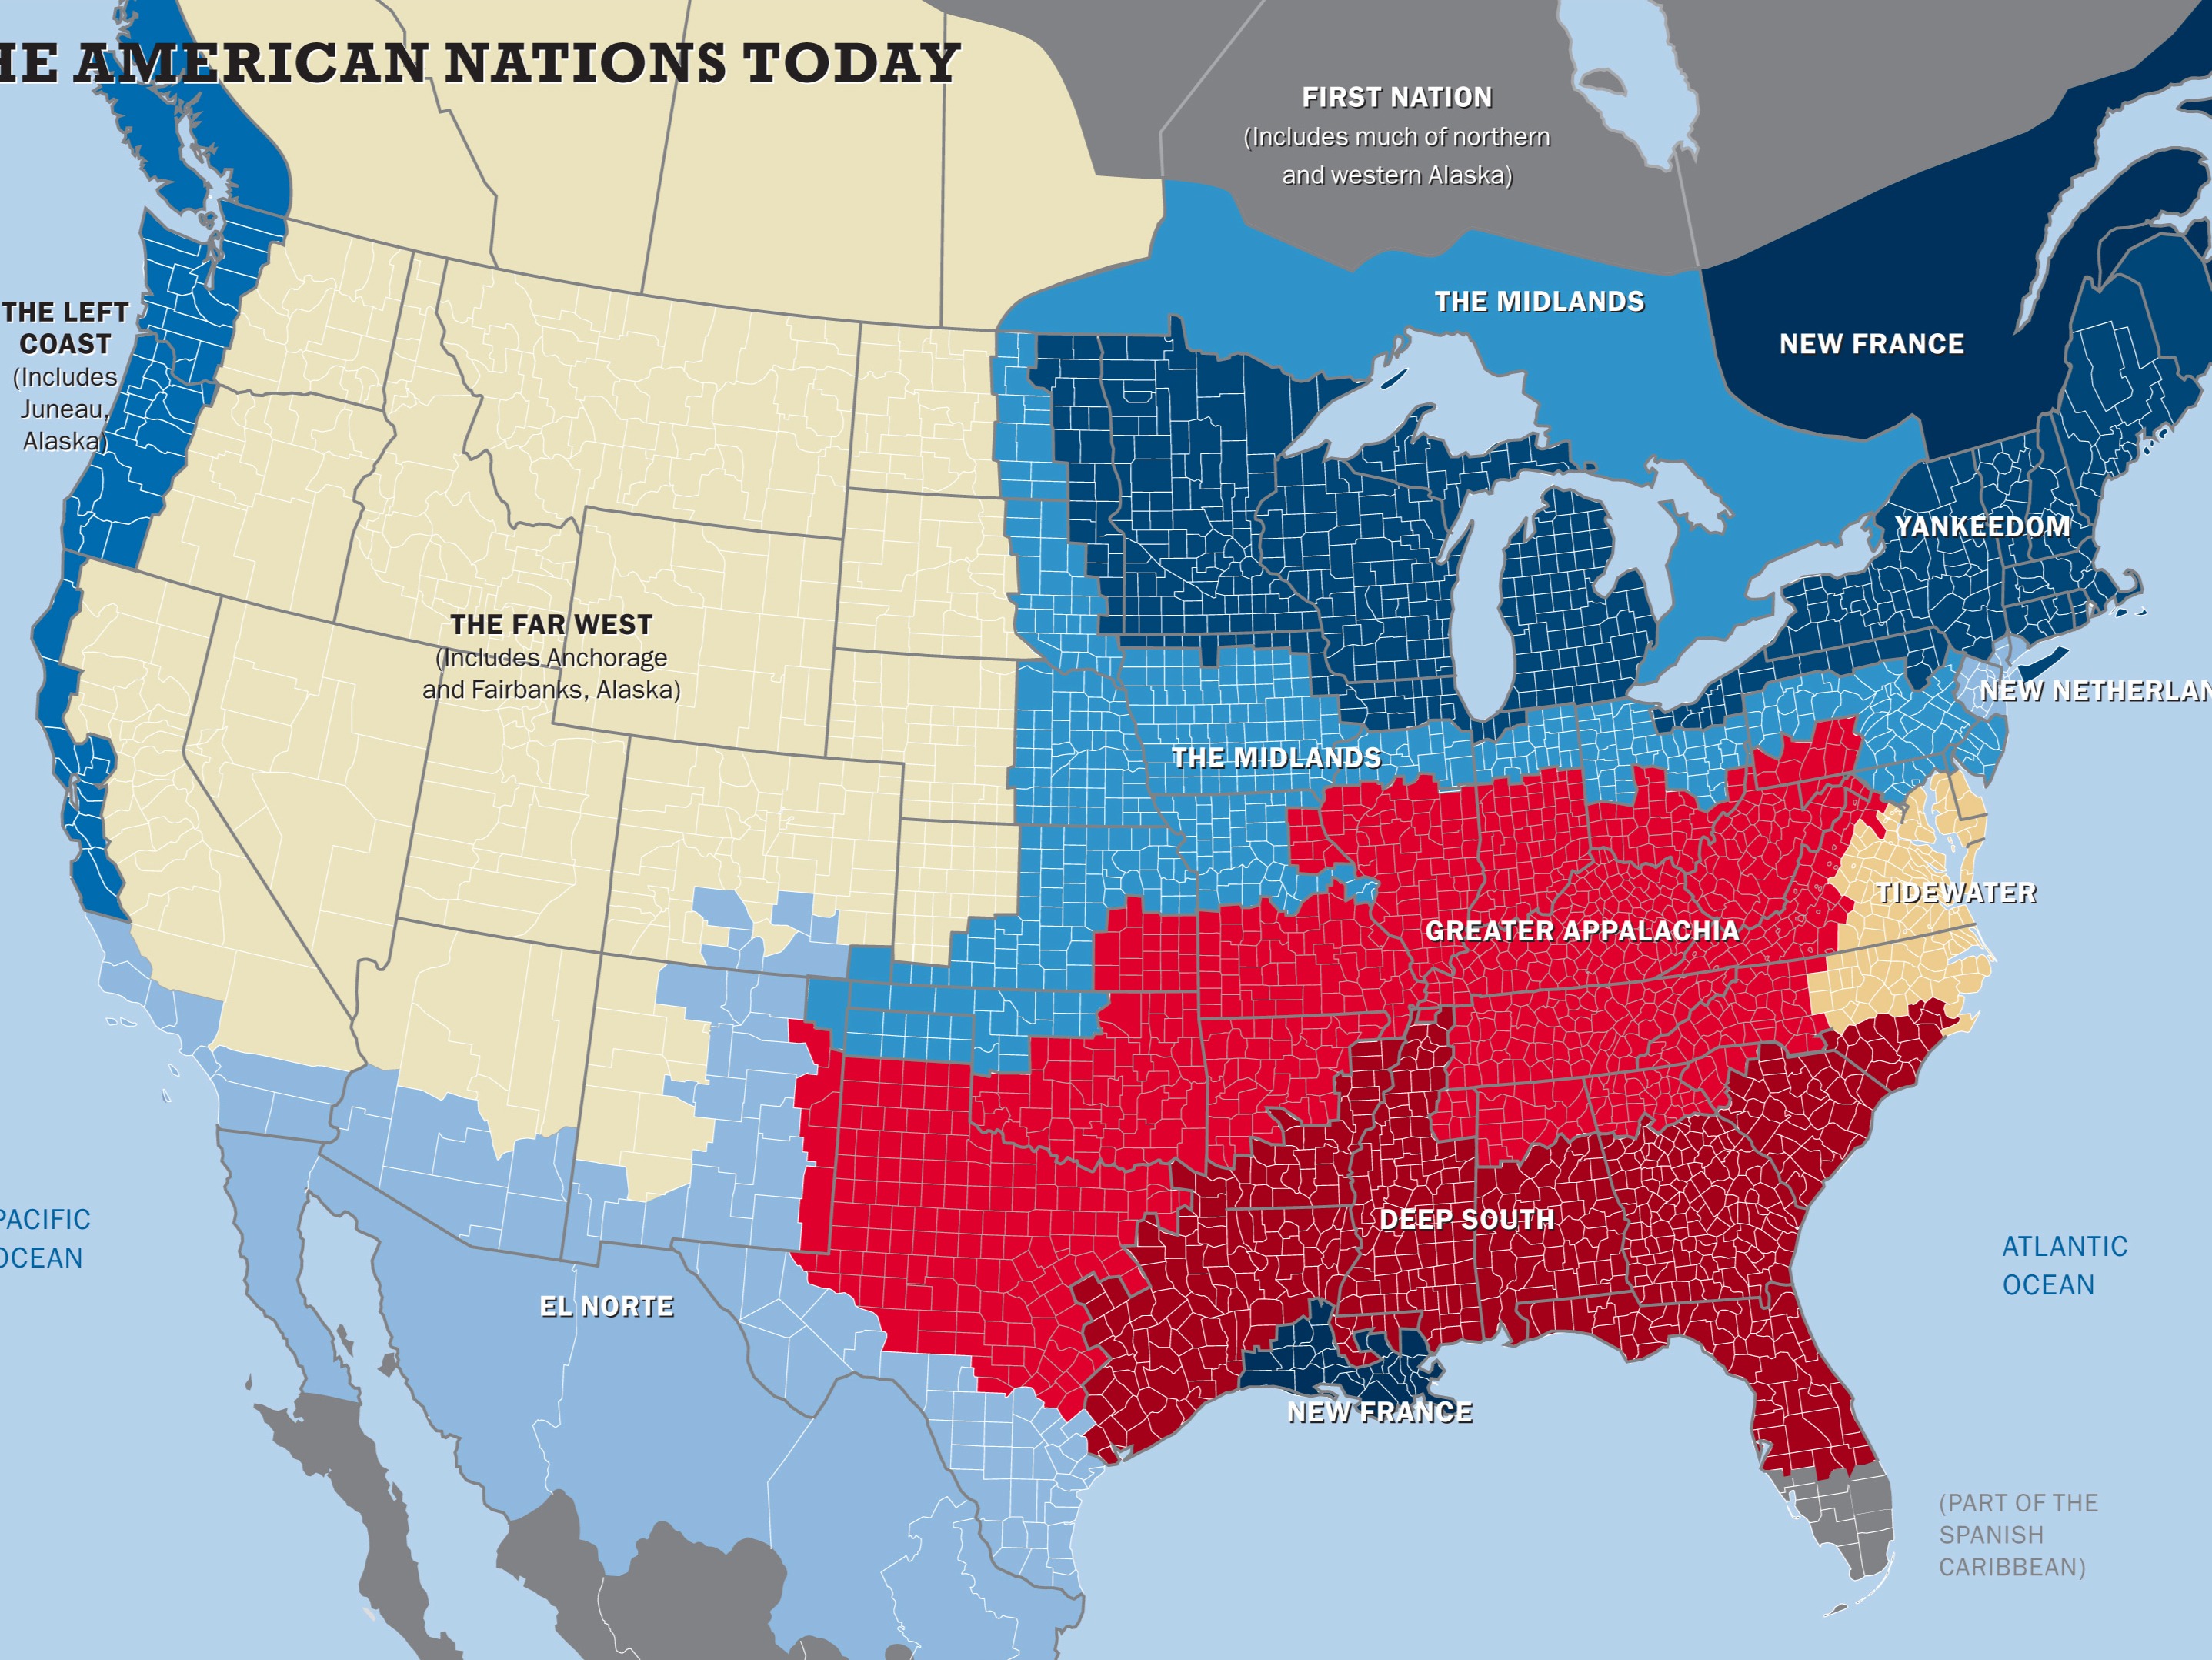 HE AMERICAN NATIONS TODAY
FIRST NATION
(Includes much of northern
and western Alaska)
THE LEFT
COAST
(Includes
Juneau,
Alaska)
THE MIDLANDS
NEW FRANCE
YANKEEDOM
THE FAR WEST
(Includes Anchorage
and Fairbanks, Alaska)
NEW NETHERLAN
THE MIDLANDS
TIDEWATER
GREATER APPALACHIA
PACIFIC
OCEAN
DEEP SOUTH
ATLANTIC
OCEAN
EL NORTE
NEW FRANCE
(PART OF THE
SPANISH
CARIBBEAN)